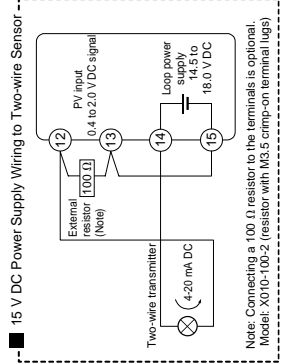 ■ 15 V DC Power Supply Wiring to Two-wire Sensor
PV input
0.4 to 2.0 V DC signal
Loop power
supply
14.5 to
18.0 V DC
12
13
14
15
External
resistor
(Note)
100 Ω
Two-wire transmitter
4-20 mA DC
Note: Connecting a 100 Ω resistor to the terminals is optional.
Model: X010-100-2 (resistor with M3.5 crimp-on terminal lugs)